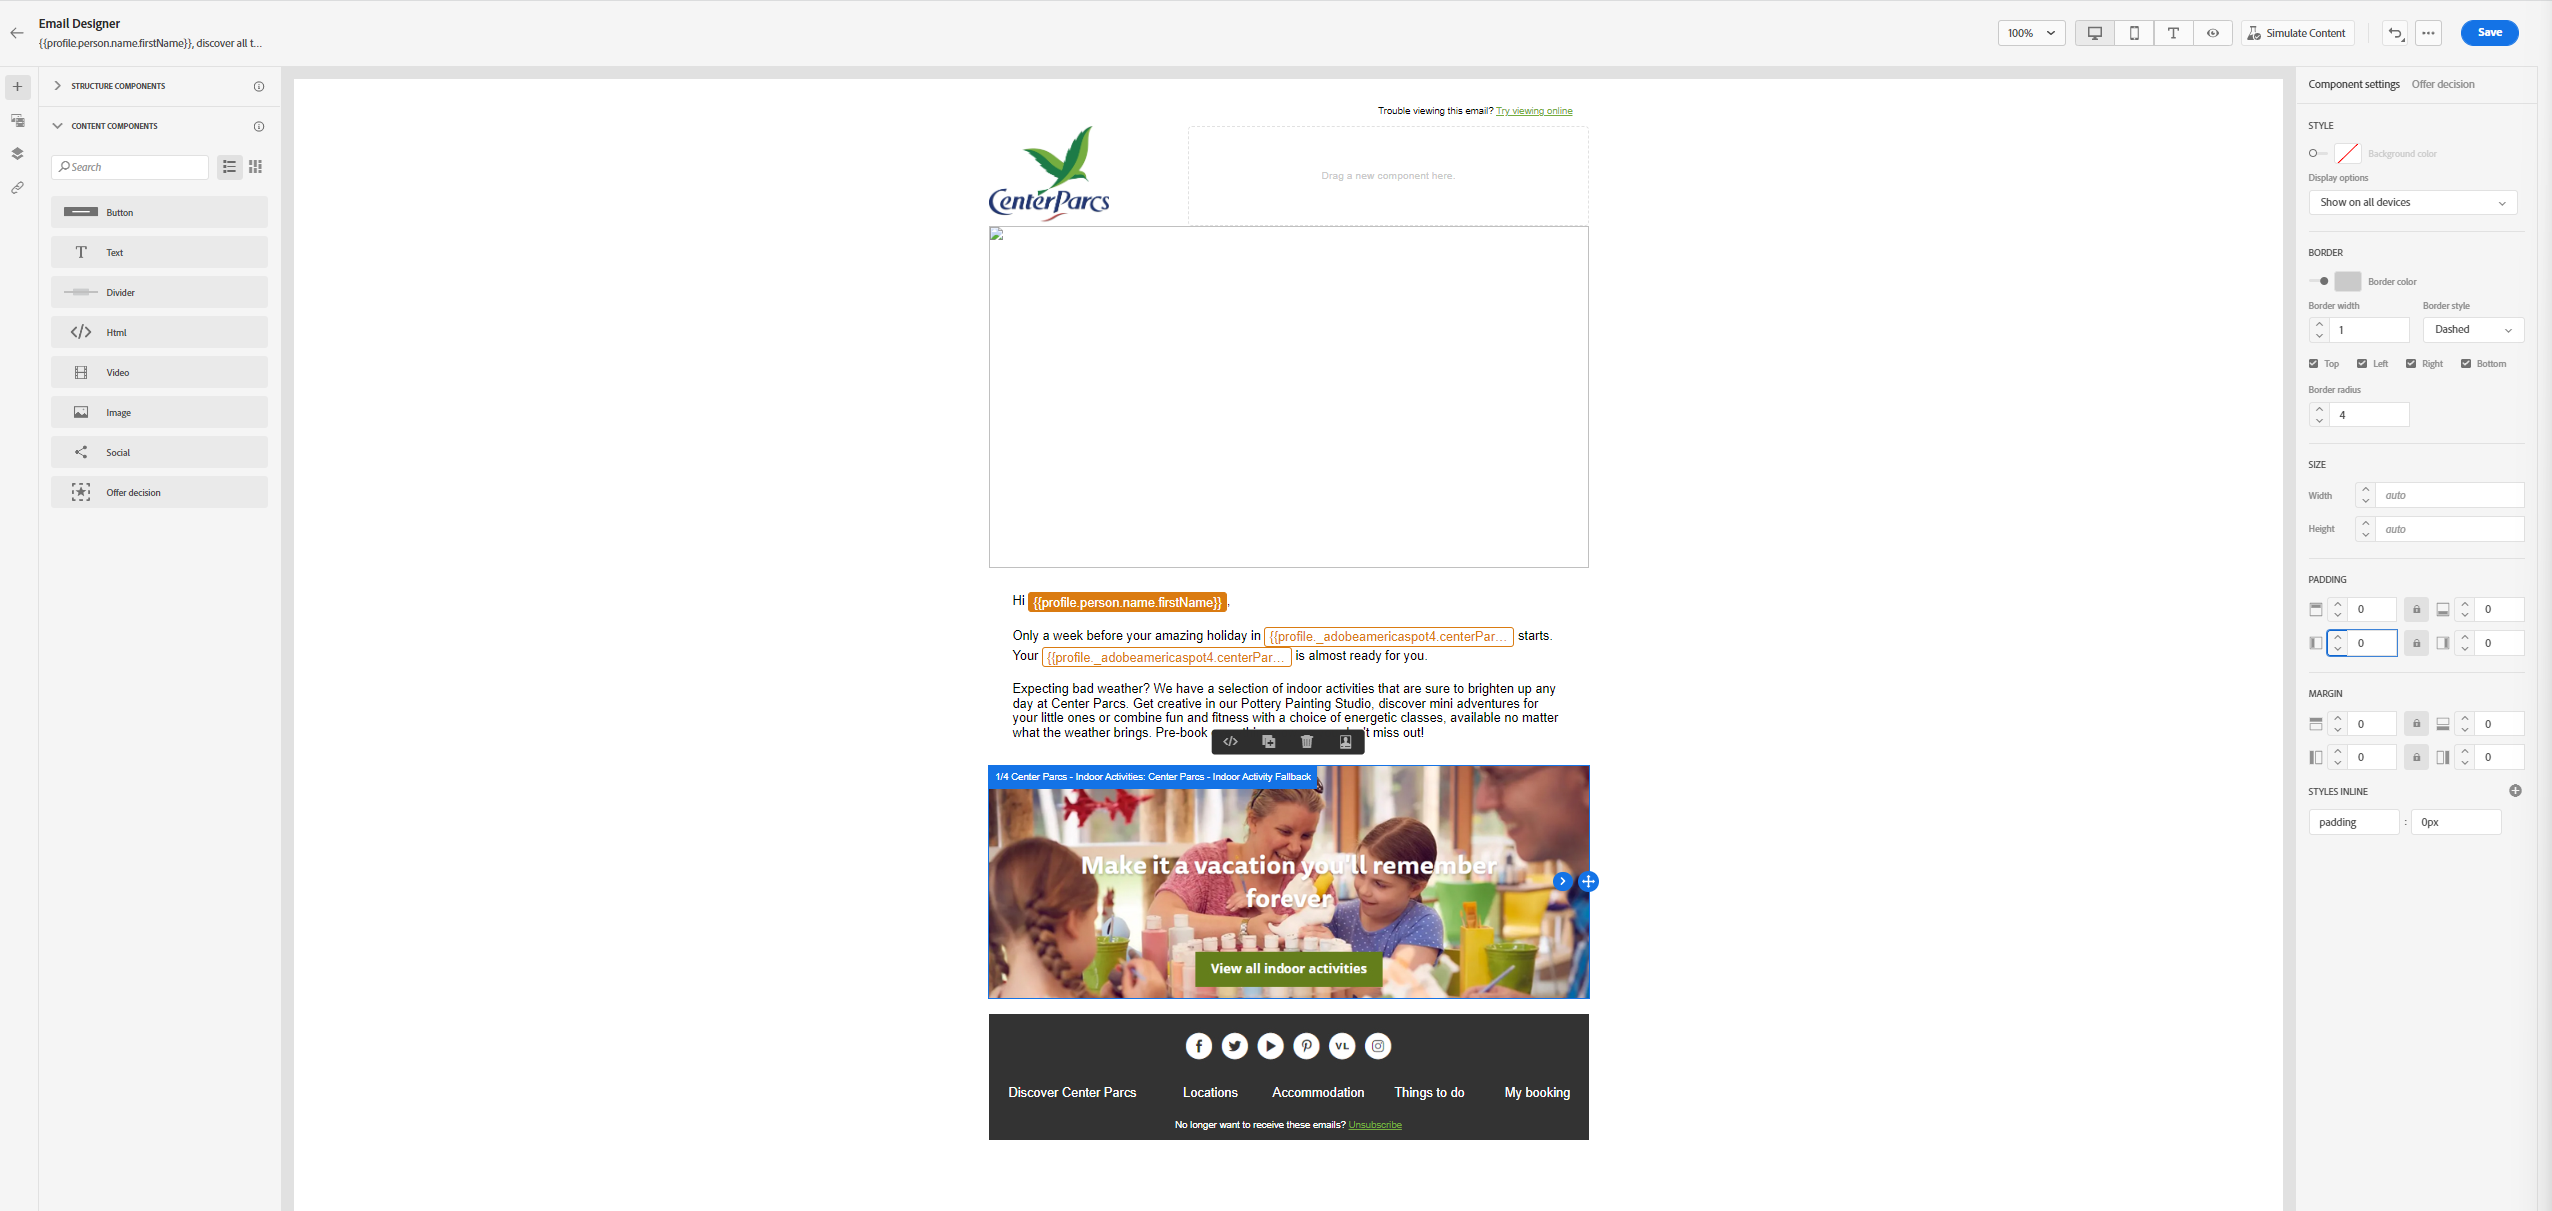 Email Designer
{{profile.person.name.firstName}}, discover all t...
100%
Simulate Content
Save
STRUCTURE COMPONENTS
CONTENT COMPONENTS
Search
Button
Text
Divider
Html
Video
Image
Social
Offer decision
Trouble viewing this email? Try viewing online
CenterParcs
Drag a new component here.
Hi {{profile.person.name.firstName}},
Only a week before your amazing holiday in {{profile._adobeamericaspot4.centerPar... starts.
Your {{profile._adobeamericaspot4.centerPar... is almost ready for you.
Expecting bad weather? We have a selection of indoor activities that are sure to brighten up any
day at Center Parcs. Get creative in our Pottery Painting Studio, discover mini adventures for
your little ones or combine fun and fitness with a choice of energetic classes, available no matter
what the weather brings. Pre-book 't miss out!
1/4 Center Parcs - Indoor Activities: Center Parcs - Indoor Activity Fallback
Make it a vacation you'll remember
forever
View all indoor activities
VL
Discover Center Parcs Locations Accommodation Things to do My booking
No longer want to receive these emails? Unsubscribe
Component settings Offer decision
STYLE
Background color
Display options
Show on all devices
BORDER
Border color
Border width Border style
1 Dashed
Top Left Right Bottom
Border radius
4
SIZE
Width auto
Height auto
PADDING
0 0
0 0
MARGIN
0 0
0 0
STYLES INLINE
padding : 0px